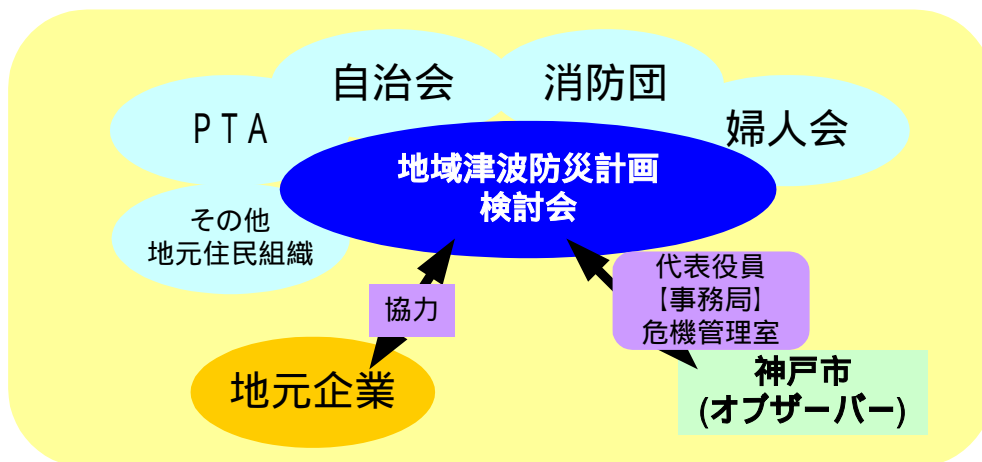 自治会
消防団
ＰＴＡ
婦人会
地域津波防災計画
検討会
その他
地元住民組織
代表役員
【事務局】
危機管理室
協力
神戸市
(オブザーバー)
地元企業